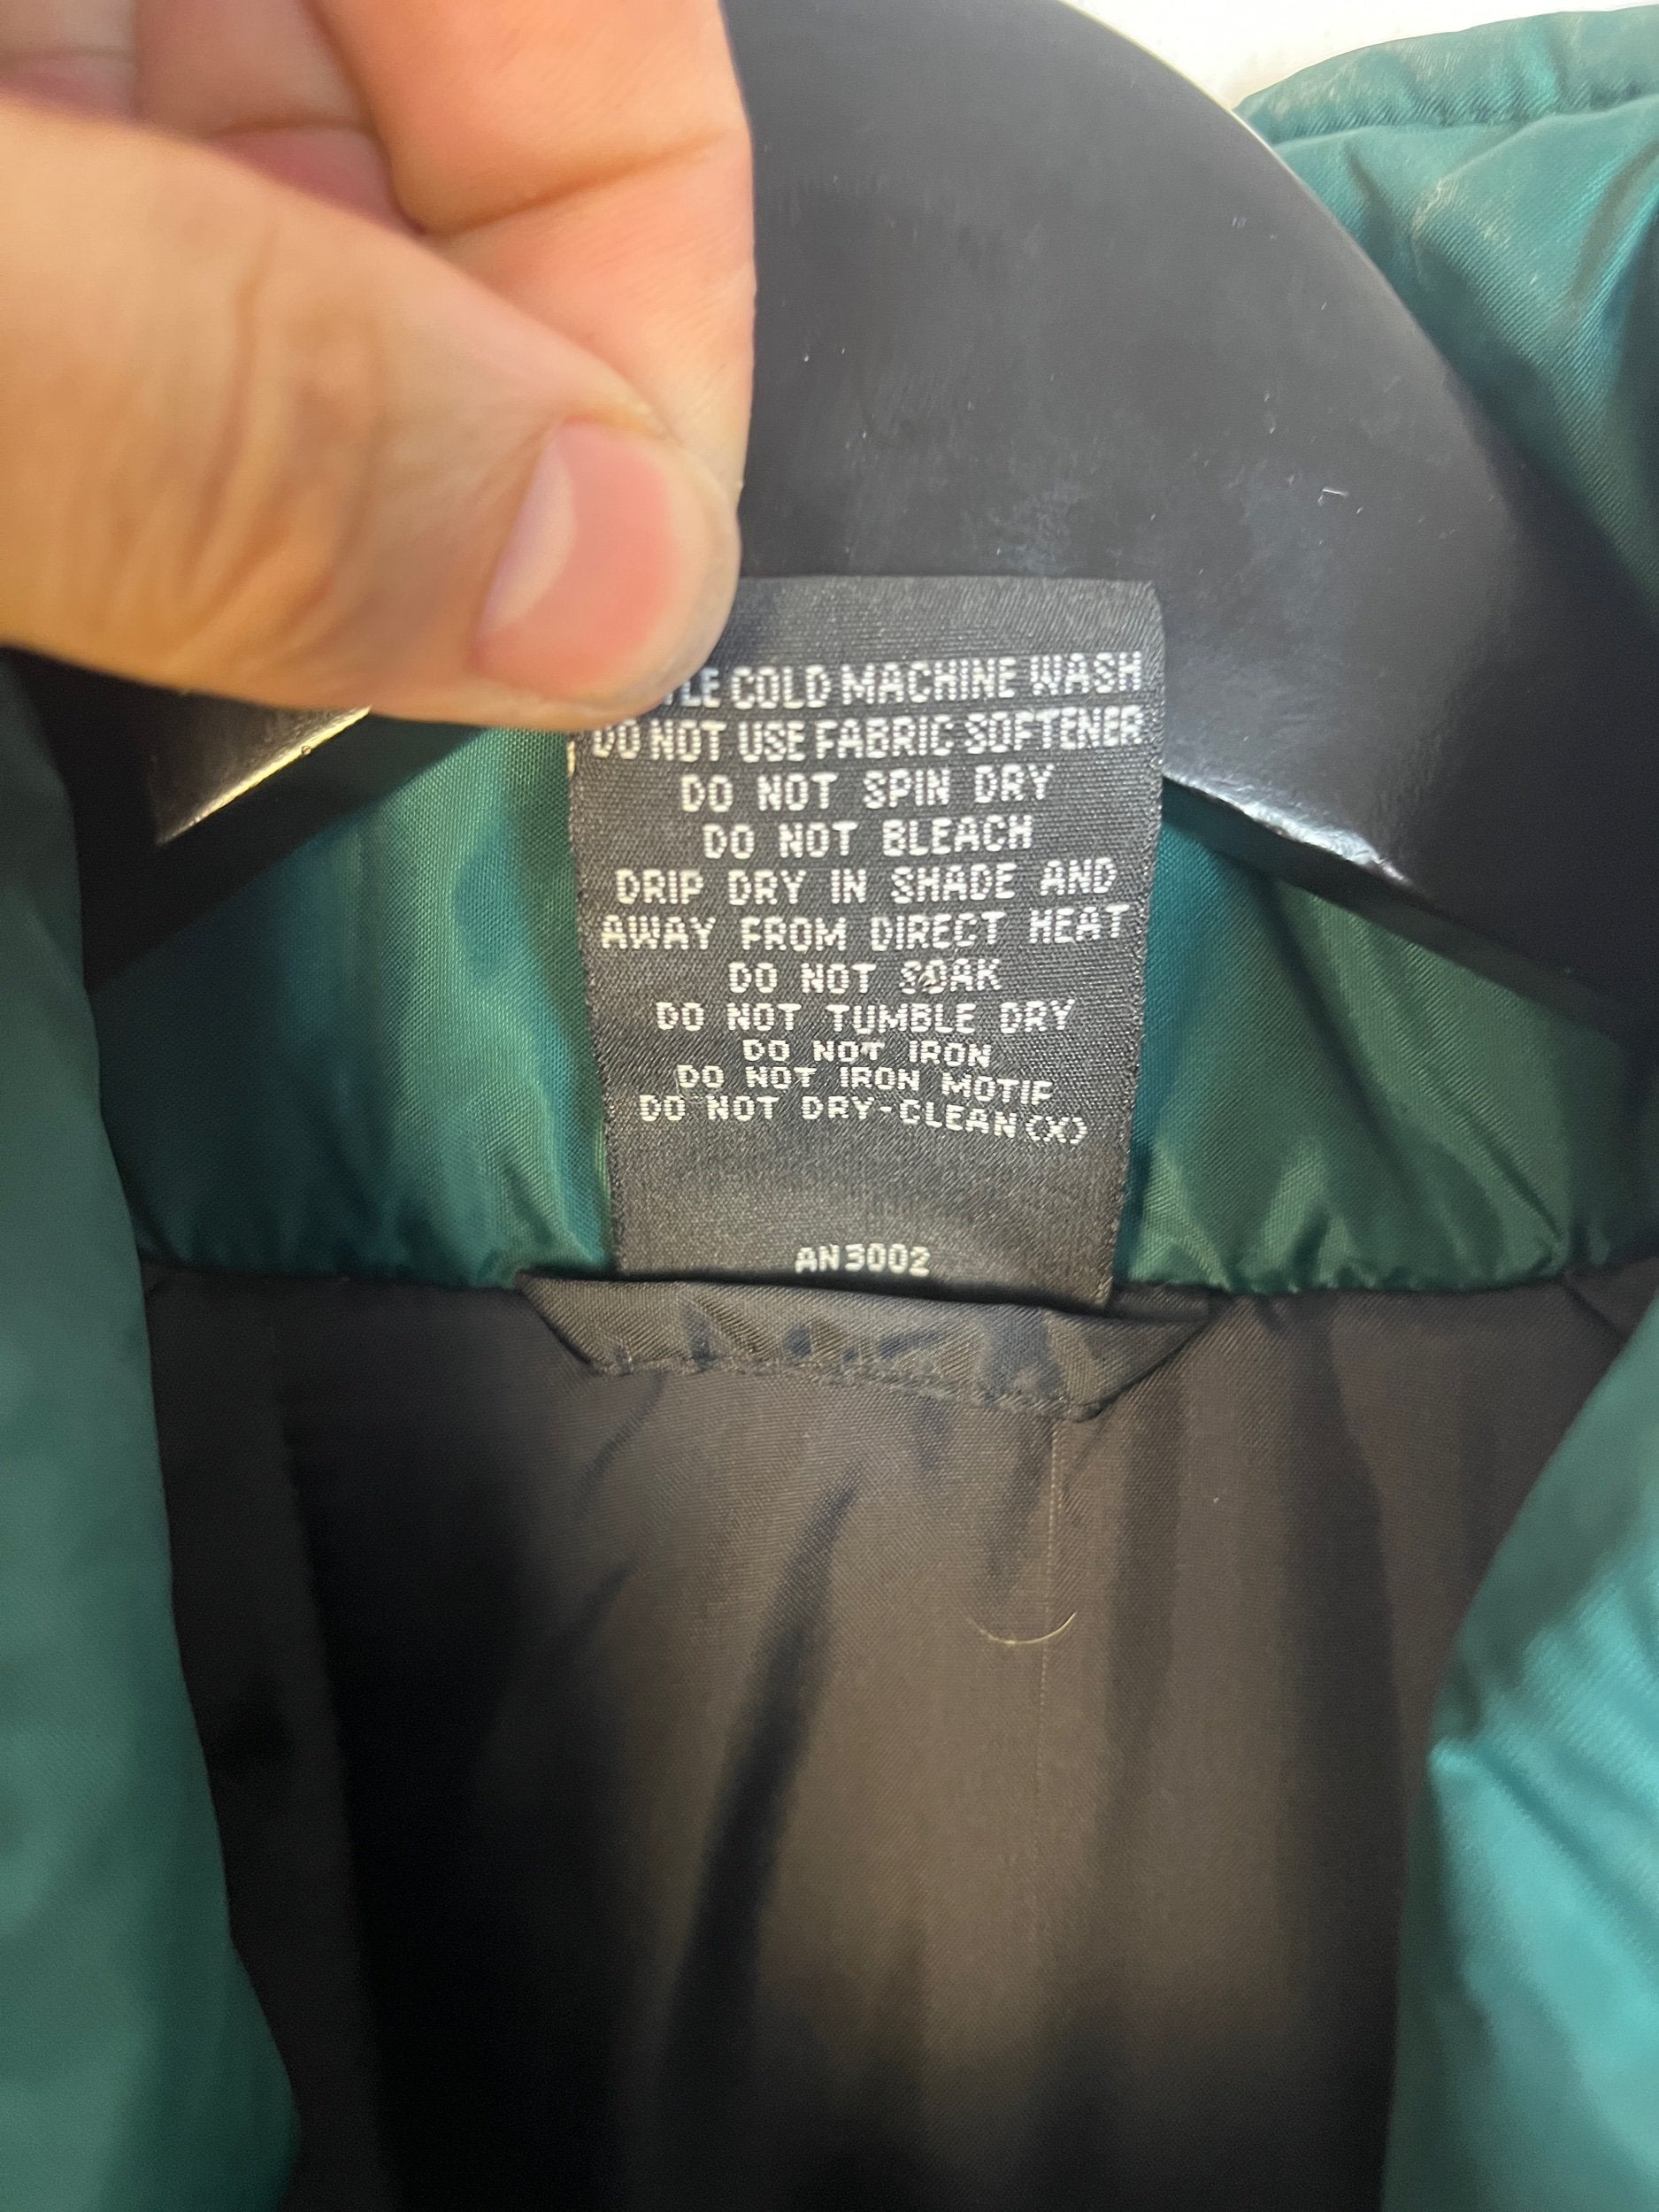 COLD MACHINE WASH
DO NOT USE FABRIC SOFTENER
DO NOT SPIN DRY
DO NOT BLEACH
DRIP DRY IN SHADE AND
AWAY FROM DIRECT HEAT
DO NOT SOAK
DO NOT TUMBLE DRY
DO NOT IRON
DO NOT IRON MOTIF
DO NOT DRY-CLEAN(X)
AN3002